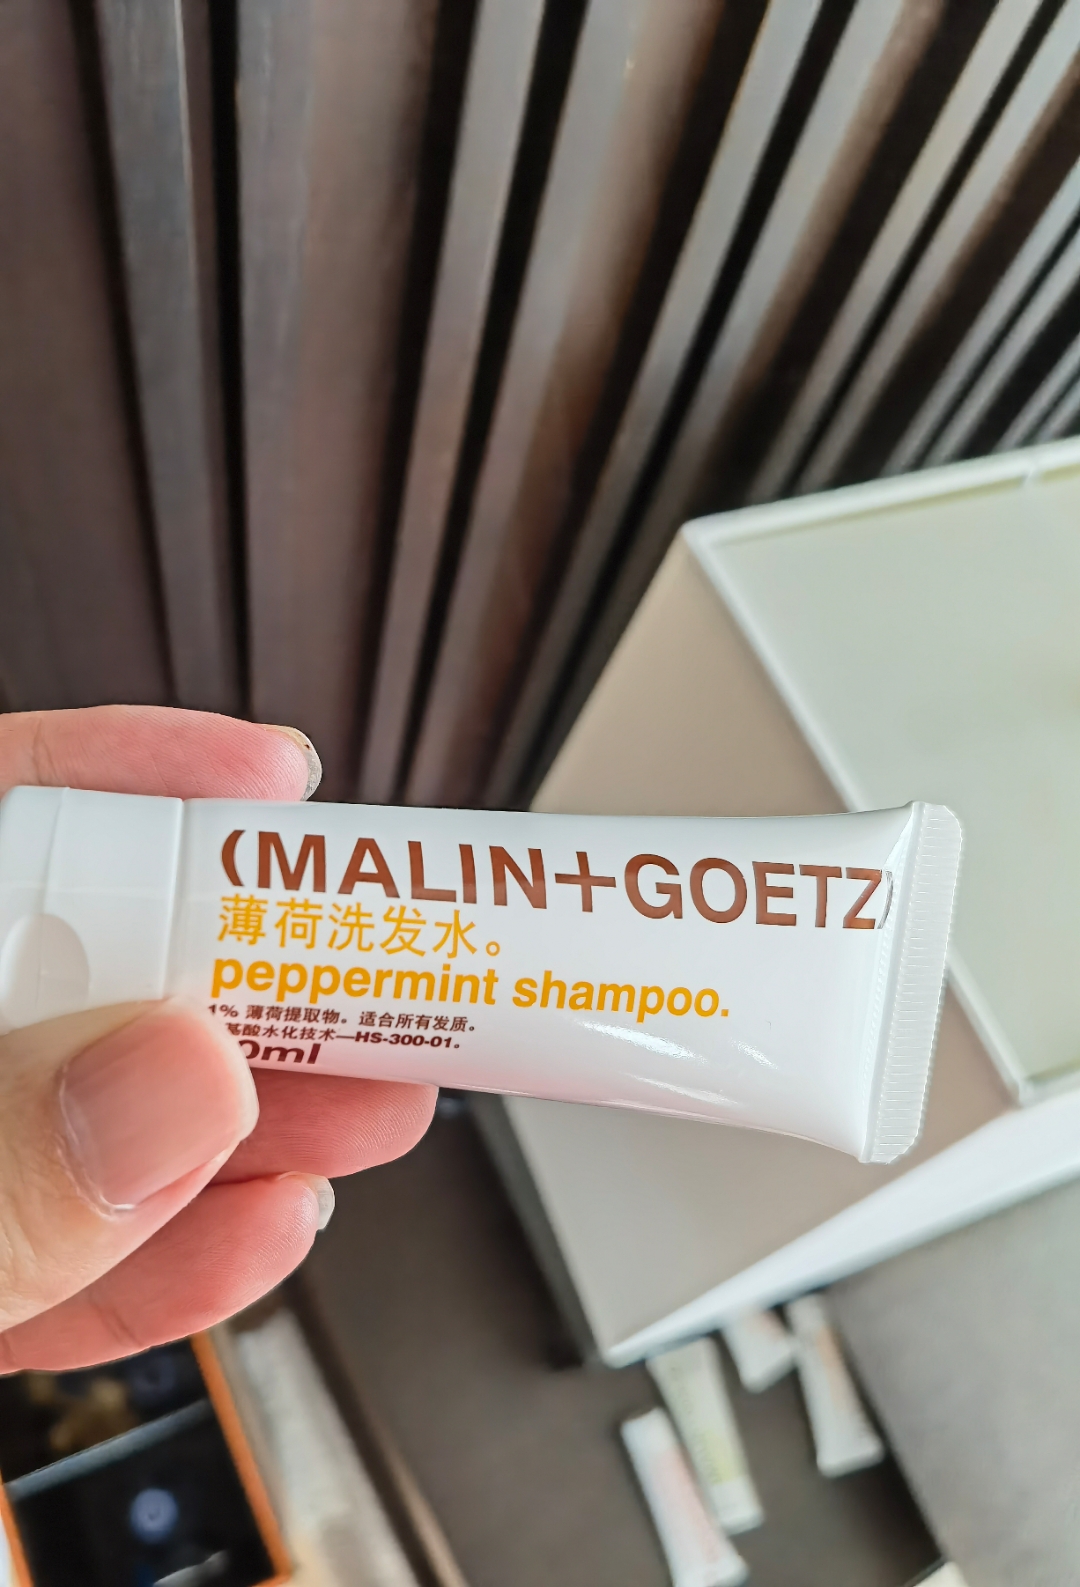 (MALIN+GOETZ)
薄荷洗发水。
peppermint shampoo.
1% 薄荷提取物。适合所有发质。
基酸水化技术—HS-300-01。
0ml